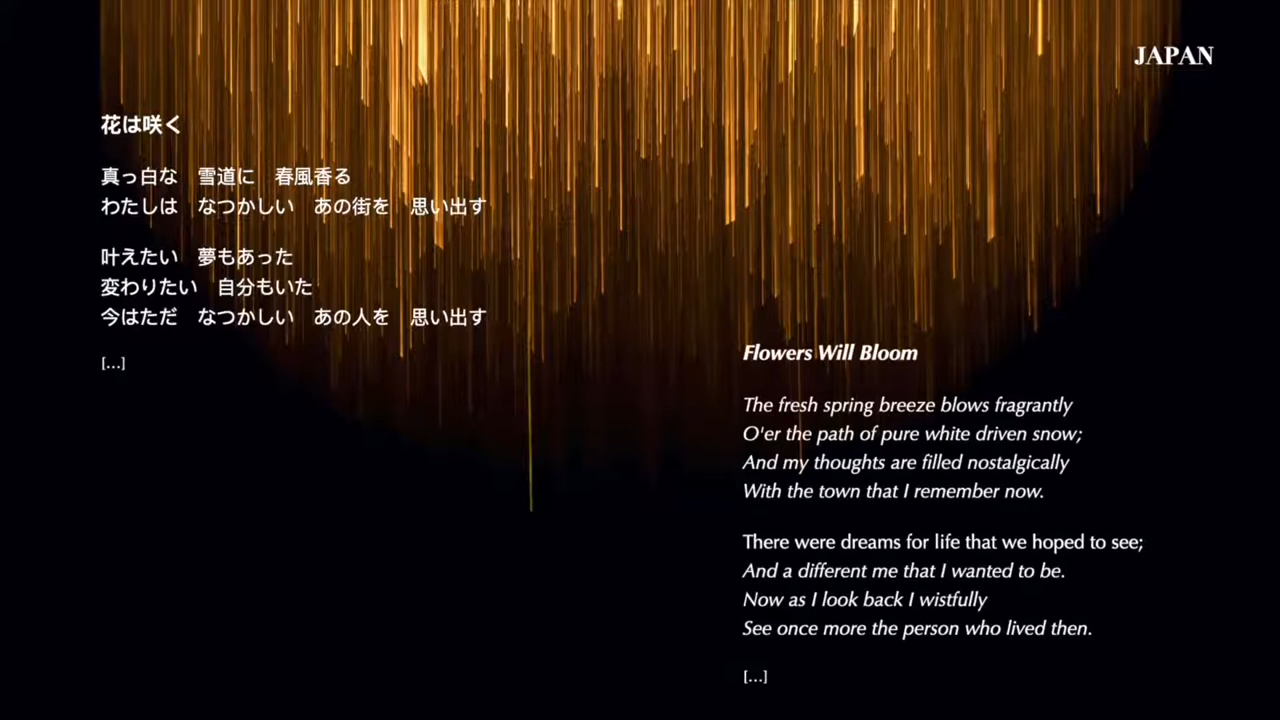 JAPAN
花は咲く
真っ白な　雪道に　春風香る
わたしは　なつかしい　あの街を　思い出す
叶えたい　夢もあった
変わりたい　自分もいた
今はただ　なつかしい　あの人を　思い出す
[...]
Flowers Will Bloom
The fresh spring breeze blows fragrantly
O'er the path of pure white driven snow;
And my thoughts are filled nostalgically
With the town that I remember now.
There were dreams for life that we hoped to see;
And a different me that I wanted to be.
Now as I look back I wistfully
See once more the person who lived then.
[...]